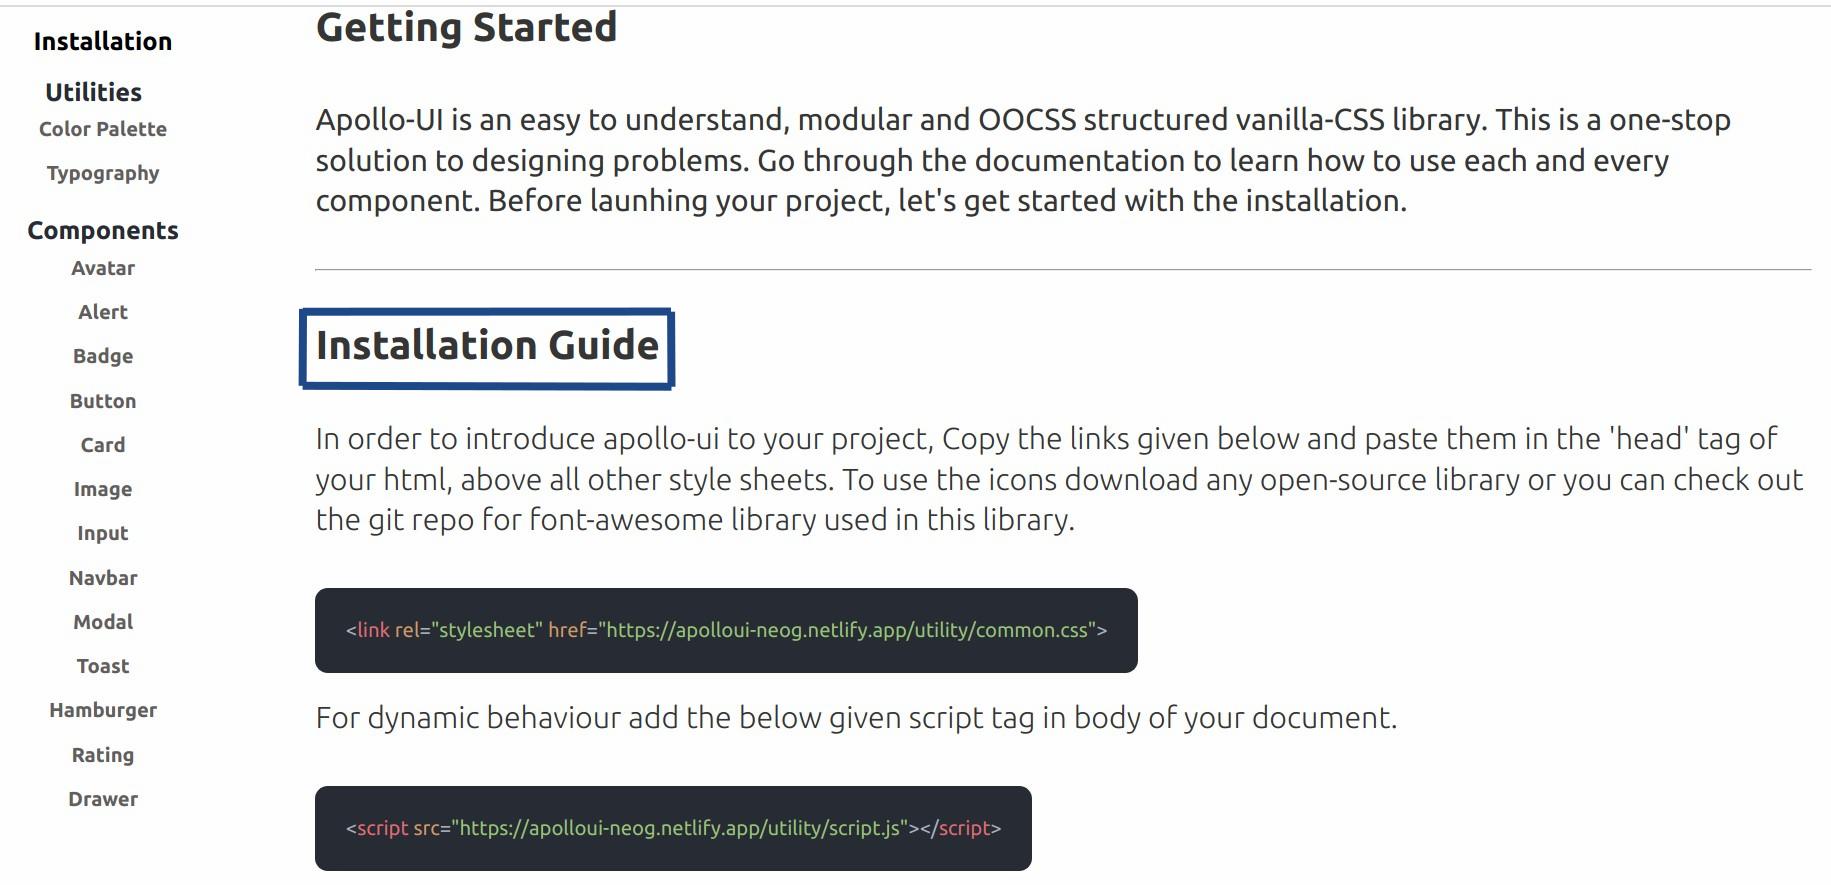 Installation
Utilities
Color Palette
Typography
Components
Avatar
Alert
Badge
Button
Card
Image
Input
Navbar
Modal
Toast
Hamburger
Rating
Drawer
Getting Started
Apollo-UI is an easy to understand, modular and OOCSS structured vanilla-CSS library. This is a one-stop
solution to designing problems. Go through the documentation to learn how to use each and every
component. Before launhing your project, let's get started with the installation.
Installation Guide
In order to introduce apollo-ui to your project, Copy the links given below and paste them in the 'head' tag of
your html, above all other style sheets. To use the icons download any open-source library or you can check out
the git repo for font-awesome library used in this library.
<link rel="stylesheet" href="https://apolloui-neog.netlify.app/utility/common.css">
For dynamic behaviour add the below given script tag in body of your document.
<script src="https://apolloui-neog.netlify.app/utility/script.js"></script>